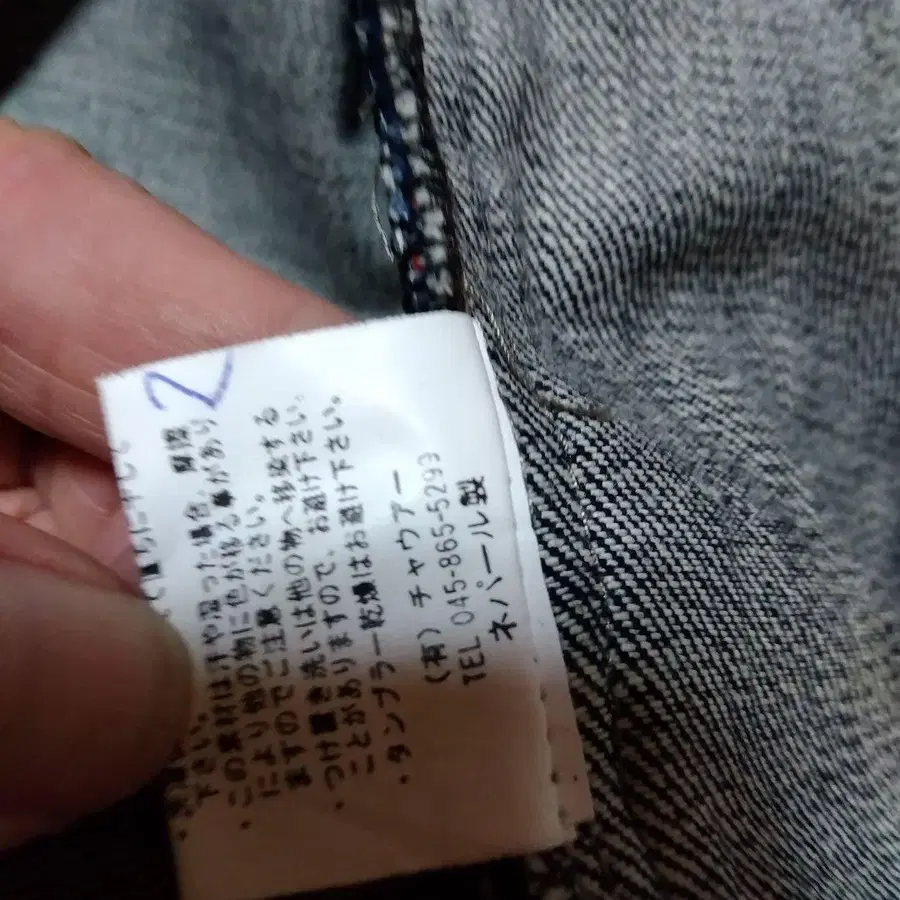 2
下さい。
・この素材は汗や湿った場合、摩擦
により他の物に色が移る事があり
ますのでご注意ください。
・つけ置き洗いは他の物へ移染する
ことがありますので、お避け下さい。
・タンブラー乾燥はお避け下さい。
(有) チャウアー
TEL 045-865-5293
ネパール製